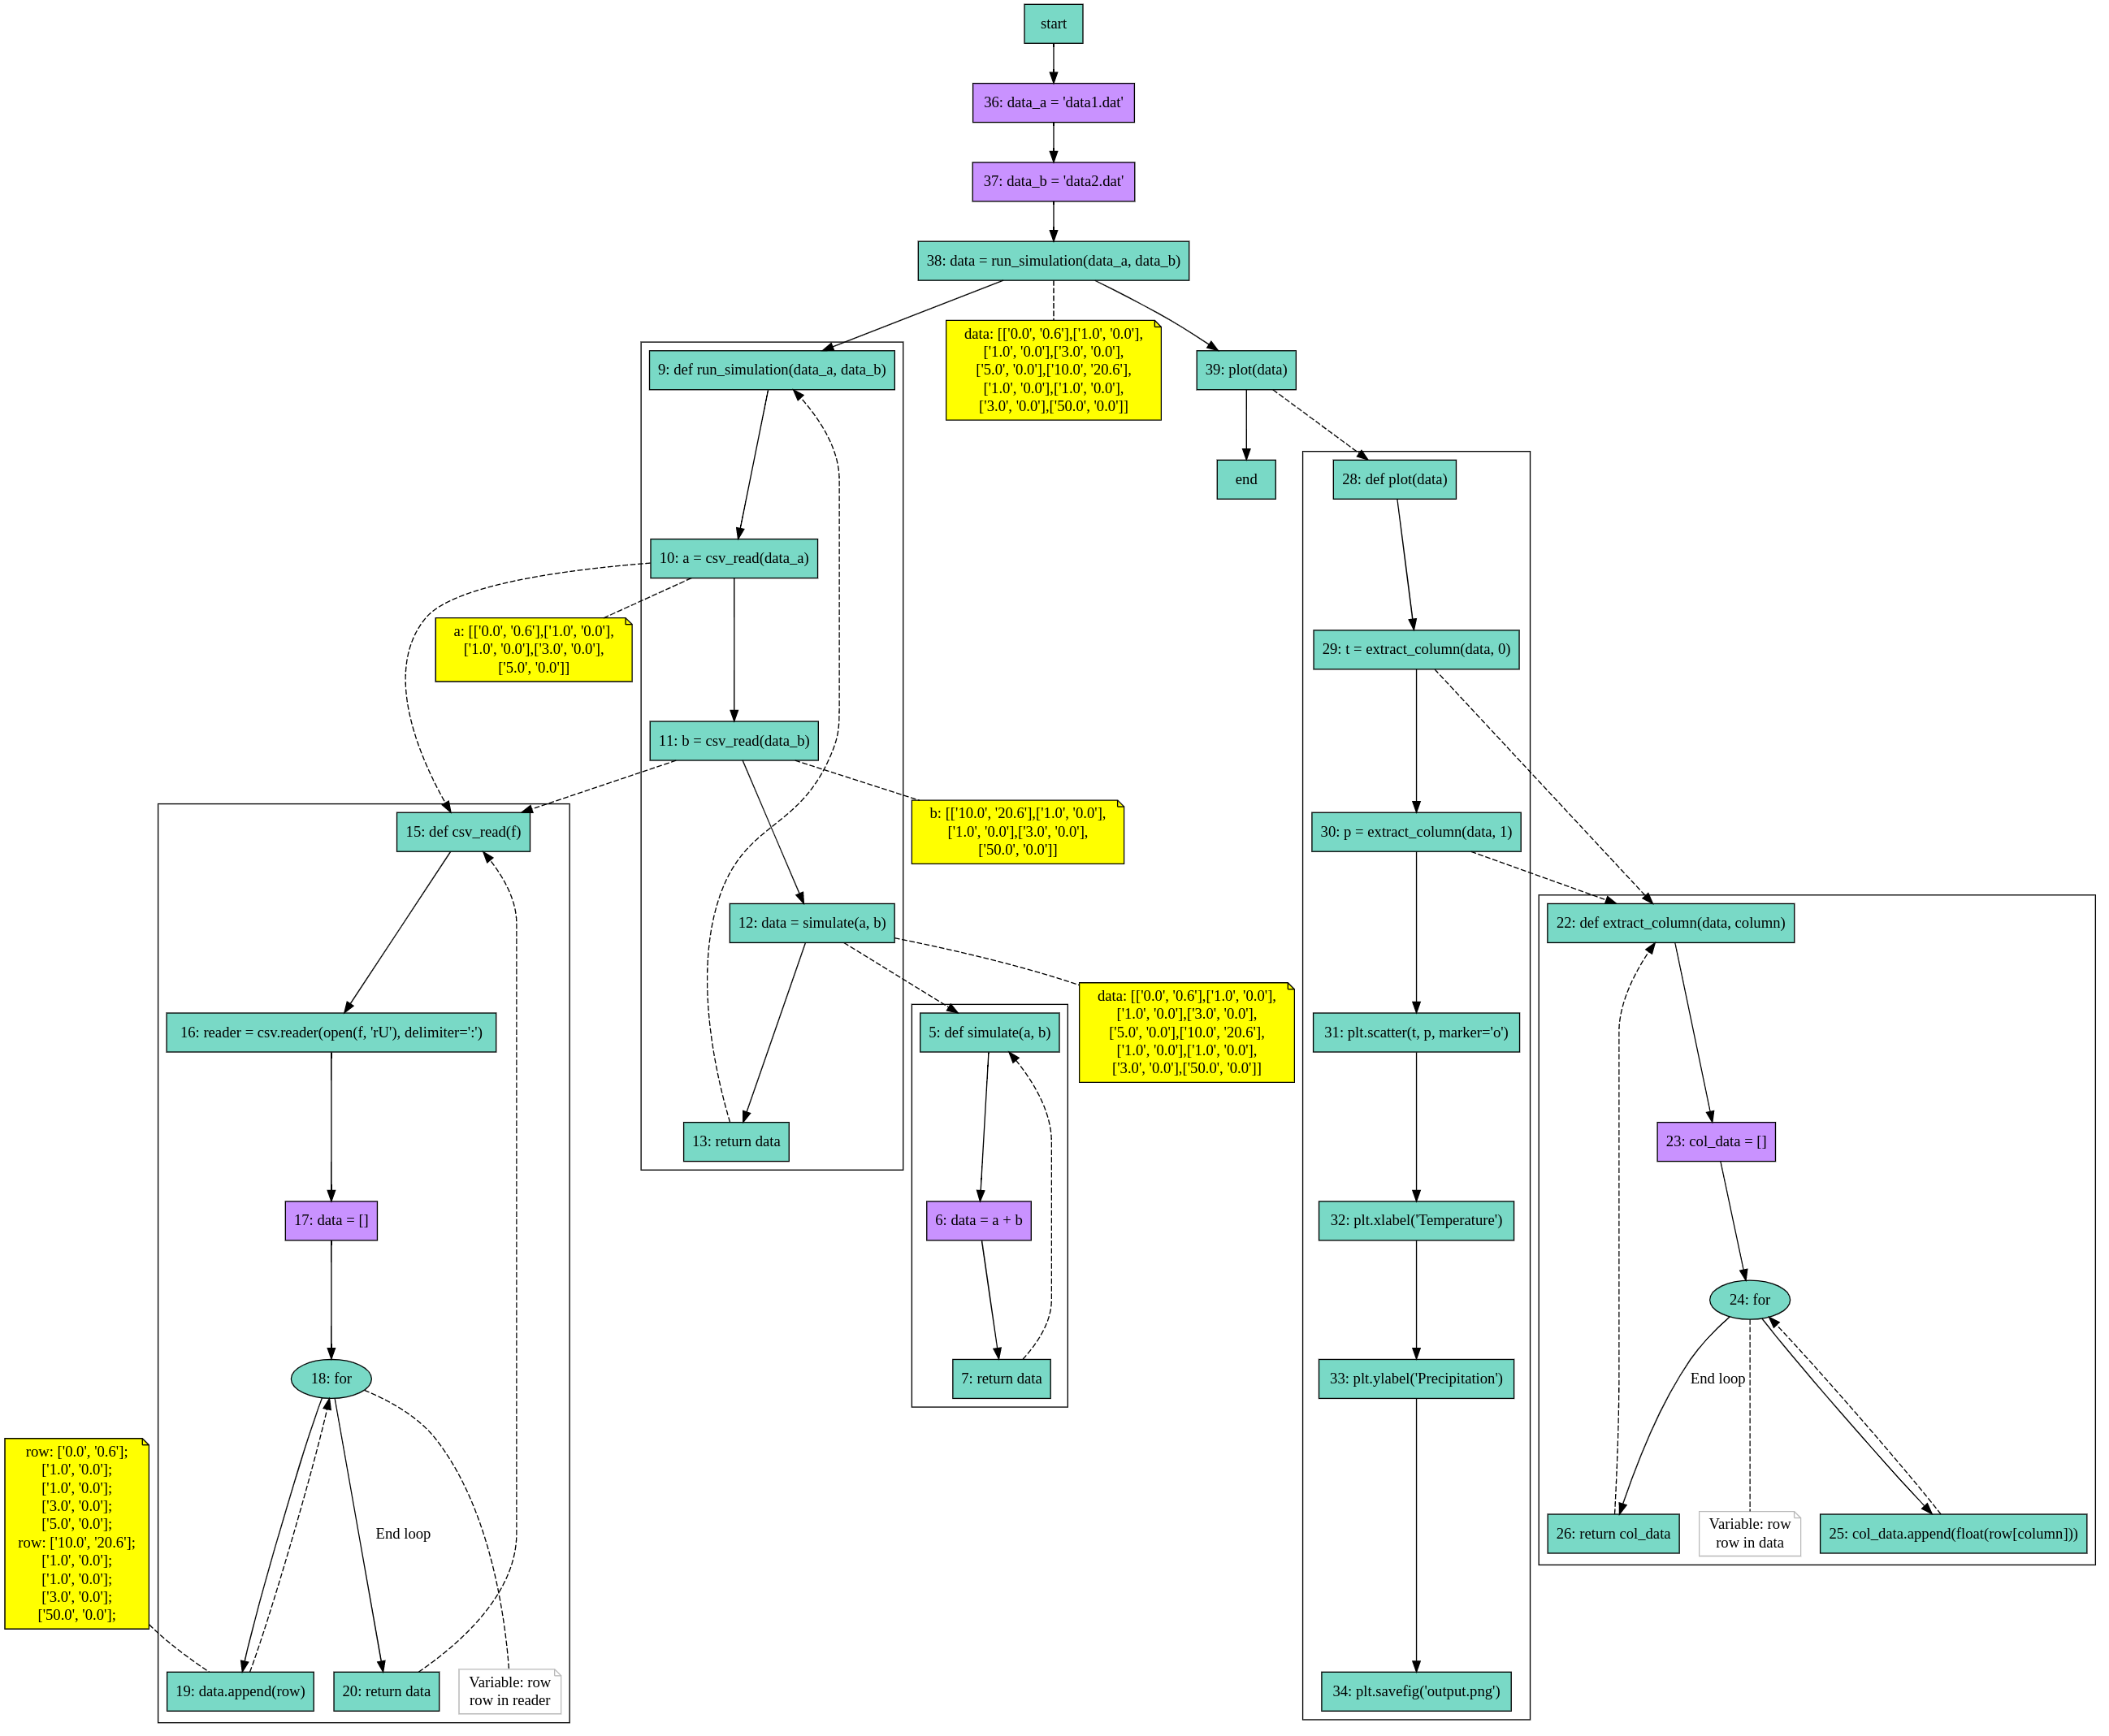 start
36: data_a = 'data1.dat'
37: data_b = 'data2.dat'
38: data = run_simulation(data_a, data_b)
9: def run_simulation(data_a, data_b)
data: [['0.0', '0.6'],['1.0', '0.0'],
['1.0', '0.0'],['3.0', '0.0'],
['5.0', '0.0'],['10.0', '20.6'],
['1.0', '0.0'],['1.0', '0.0'],
['3.0', '0.0'],['50.0', '0.0']]
39: plot(data)
end
28: def plot(data)
10: a = csv_read(data_a)
a: [['0.0', '0.6'],['1.0', '0.0'],
['1.0', '0.0'],['3.0', '0.0'],
['5.0', '0.0']]
29: t = extract_column(data, 0)
11: b = csv_read(data_b)
15: def csv_read(f)
b: [['10.0', '20.6'],['1.0', '0.0'],
['1.0', '0.0'],['3.0', '0.0'],
['50.0', '0.0']]
30: p = extract_column(data, 1)
12: data = simulate(a, b)
22: def extract_column(data, column)
16: reader = csv.reader(open(f, 'rU'), delimiter=':')
5: def simulate(a, b)
data: [['0.0', '0.6'],['1.0', '0.0'],
['1.0', '0.0'],['3.0', '0.0'],
['5.0', '0.0'],['10.0', '20.6'],
['1.0', '0.0'],['1.0', '0.0'],
['3.0', '0.0'],['50.0', '0.0']]
31: plt.scatter(t, p, marker='o')
13: return data
23: col_data = []
17: data = []
6: data = a + b
32: plt.xlabel('Temperature')
24: for
18: for
7: return data
33: plt.ylabel('Precipitation')
End loop
row: ['0.0', '0.6'];
['1.0', '0.0'];
['1.0', '0.0'];
['3.0', '0.0'];
['5.0', '0.0'];
row: ['10.0', '20.6'];
['1.0', '0.0'];
['1.0', '0.0'];
['3.0', '0.0'];
['50.0', '0.0'];
End loop
26: return col_data
Variable: row
row in data
25: col_data.append(float(row[column]))
19: data.append(row)
20: return data
Variable: row
row in reader
34: plt.savefig('output.png')